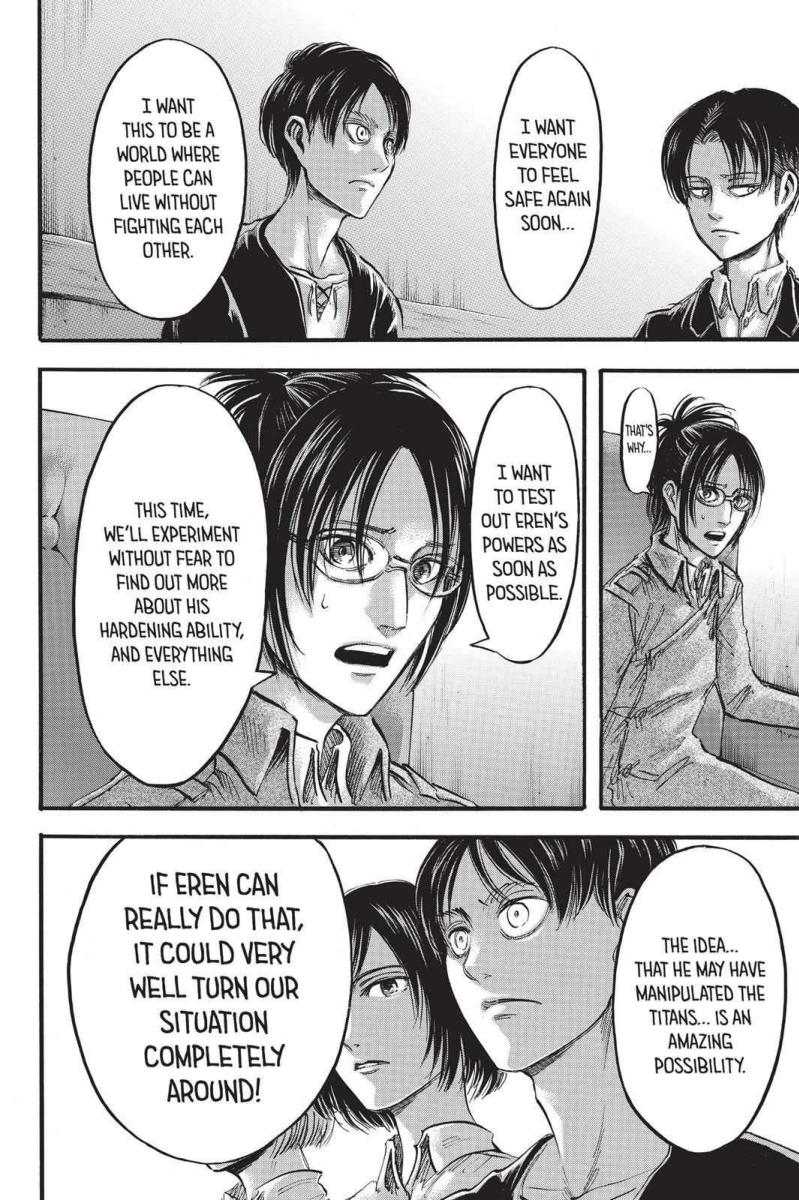 I WANT
EVERYONE
TO FEEL
SAFE AGAIN
SOON...
I WANT
THIS TO BE A
WORLD WHERE
PEOPLE CAN
LIVE WITHOUT
FIGHTING EACH
OTHER.
THAT'S
WHY...
I WANT
TO TEST
OUT EREN'S
POWERS AS
SOON AS
POSSIBLE.
THIS TIME,
WE'LL EXPERIMENT
WITHOUT FEAR TO
FIND OUT MORE
ABOUT HIS
HARDENING ABILITY,
AND EVERYTHING
ELSE.
THE IDEA...
THAT HE MAY HAVE
MANIPULATED THE
TITANS... IS AN
AMAZING
POSSIBILITY.
IF EREN CAN
REALLY DO THAT,
IT COULD VERY
WELL TURN OUR
SITUATION
COMPLETELY
AROUND!